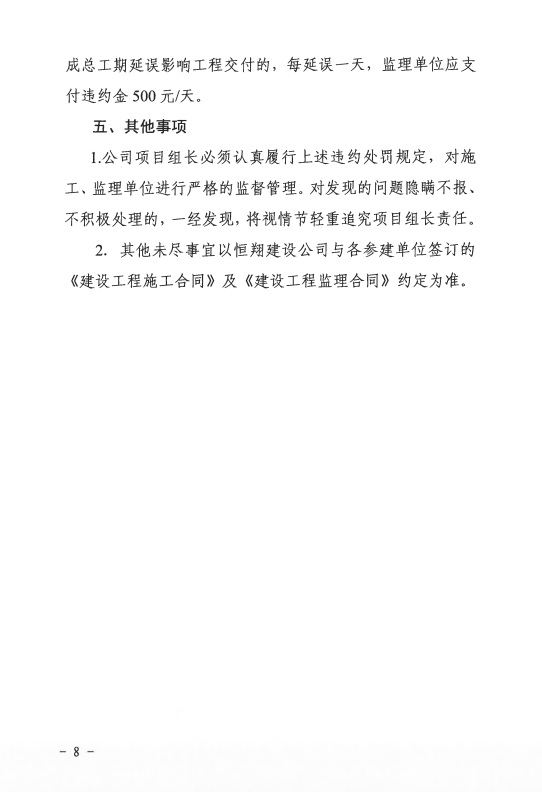 成总工期延误影响工程交付的，每延误一天，监理单位应支
付违约金 500 元/天。
五、其他事项
1.公司项目组长必须认真履行上述违约处罚规定，对施
工、监理单位进行严格的监督管理。对发现的问题隐瞒不报、
不积极处理的，一经发现，将视情节轻重追究项目组长责任。
2. 其他未尽事宜以恒翔建设公司与各参建单位签订的
《建设工程施工合同》及《建设工程监理合同》约定为准。
- 8 -